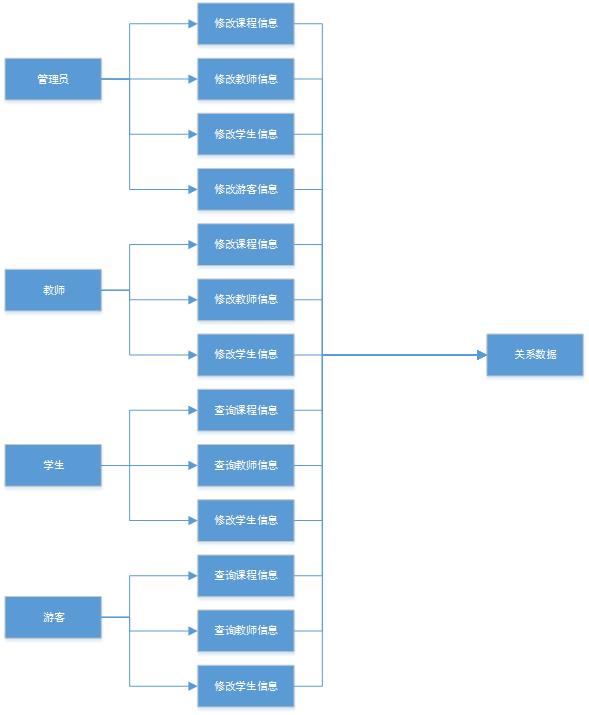 管理员
修改课程信息
修改教师信息
修改学生信息
修改游客信息
教师
修改课程信息
修改教师信息
修改学生信息
学生
查询课程信息
查询教师信息
修改学生信息
游客
查询课程信息
查询教师信息
修改学生信息
关系数据